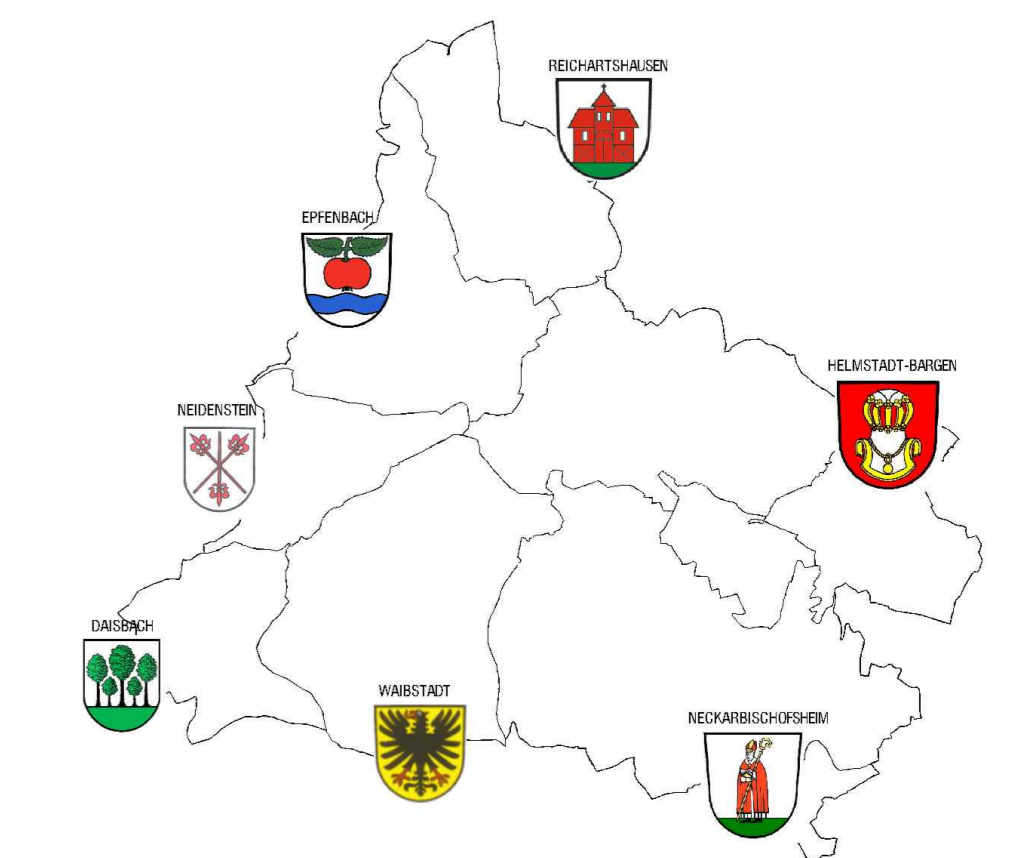 REICHARTSHAUSEN
EPFENBACH
HELMSTADT-BARGEN
NEIDENSTEIN
DAISBACH
WAIBSTADT
NECKARBISCHOFSHEIM